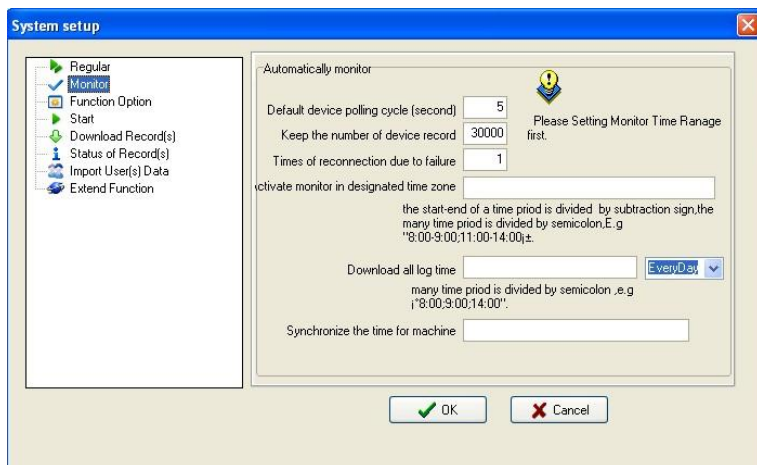 System setup
Regular
Monitor
Function Option
Start
Download Record(s)
Status of Record(s)
Import User(s) Data
Extend Function
Automatically monitor
Default device polling cycle (second) 5
Please Setting Monitor Time Ranage
first.
Keep the number of device record 30000
Times of reconnection due to failure 1
ctivate monitor in designated time zone
the start-end of a time priod is divided by subtraction sign,the
many time priod is divided by semicolon,E.g
"8:00-9:00;11:00-14:00¡±.
Download all log time EveryDay
many time priod is divided by semicolon ,e.g
¡°8:00;9:00;14:00".
Synchronize the time for machine
OK Cancel